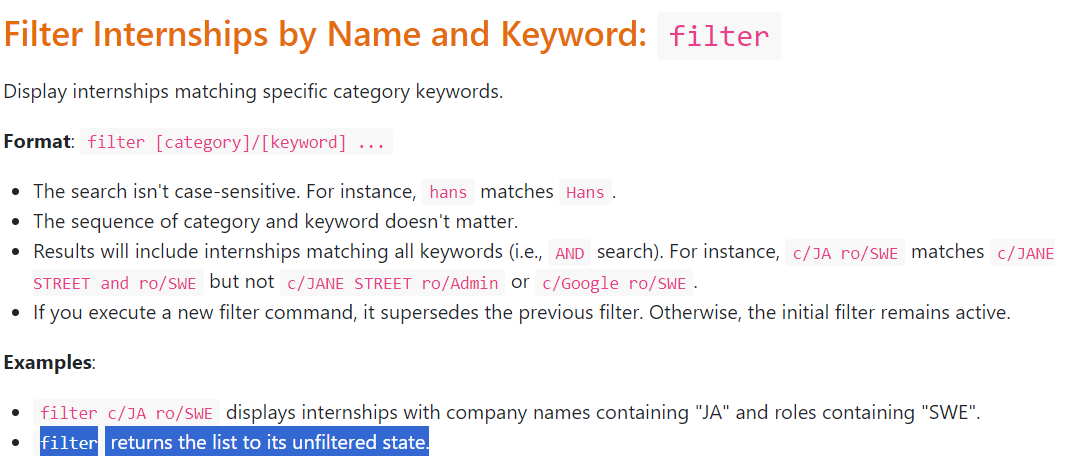 Filter Internships by Name and Keyword: filter
Display internships matching specific category keywords.
Format: filter [category]/[keyword] ...
The search isn't case-sensitive. For instance, hans matches Hans.
The sequence of category and keyword doesn't matter.
Results will include internships matching all keywords (i.e., AND search). For instance, c/JA ro/SWE matches c/JANE
STREET and ro/SWE but not c/JANE STREET ro/Admin or c/Google ro/SWE.
If you execute a new filter command, it supersedes the previous filter. Otherwise, the initial filter remains active.
Examples:
filter c/JA ro/SWE displays internships with company names containing "JA" and roles containing "SWE".
filter returns the list to its unfiltered state.